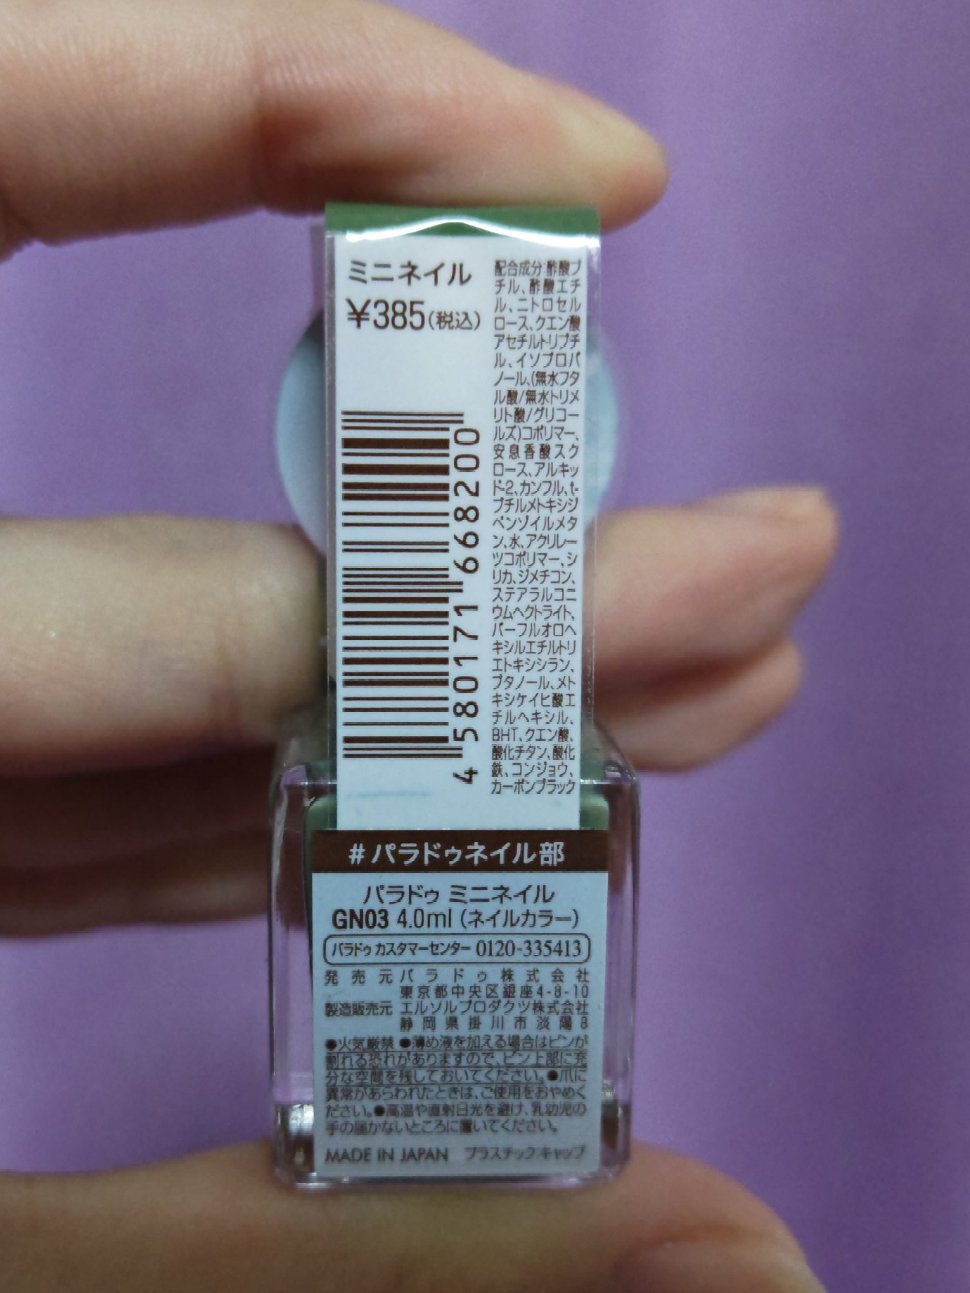 ミニネイル
¥385(税込)
4 580171 668200
配合成分:酢酸ブ
チル、酢酸エチ
ル、ニトロセル
ロース、クエン酸
アセチルトリブチ
ル、イソプロパ
ノール、(無水フタ
ル酸/無水トリメ
リト酸/グリコー
ルズ)コポリマー、
安息香酸スク
ロース、アルキッ
ド-2、カンフル、t-
ブチルメトキシジ
ベンゾイルメタ
ン、水、アクリレー
ツコポリマー、シ
リカ、ジメチコン、
ステアラルコニ
ウムヘクトライト、
パーフルオロヘ
キシルエチルトリ
エトキシシラン、
ブタノール、メト
キシケイヒ酸エ
チルヘキシル、
BHT、クエン酸、
酸化チタン、酸化
鉄、コンジョウ、
カーボンブラック
#パラドゥネイル部
パラドゥ ミニネイル
GN03 4.0ml (ネイルカラー)
パラドゥ カスタマーセンター 0120-335413
発売元 パラドゥ株式会社
東京都中央区銀座4-8-10
製造販売元 エルソルプロダクツ株式会社
静岡県掛川市淡陽8
●火気厳禁 ●薄め液を加える場合はビンが
割れる恐れがありますので、ビン上部に充
分な空間を残しておいてください。●爪に
異常があらわれたときは、ご使用をおやめく
ださい。●高温や直射日光を避け、乳幼児の
手の届かないところに置いてください。
MADE IN JAPAN プラスチックキャップ